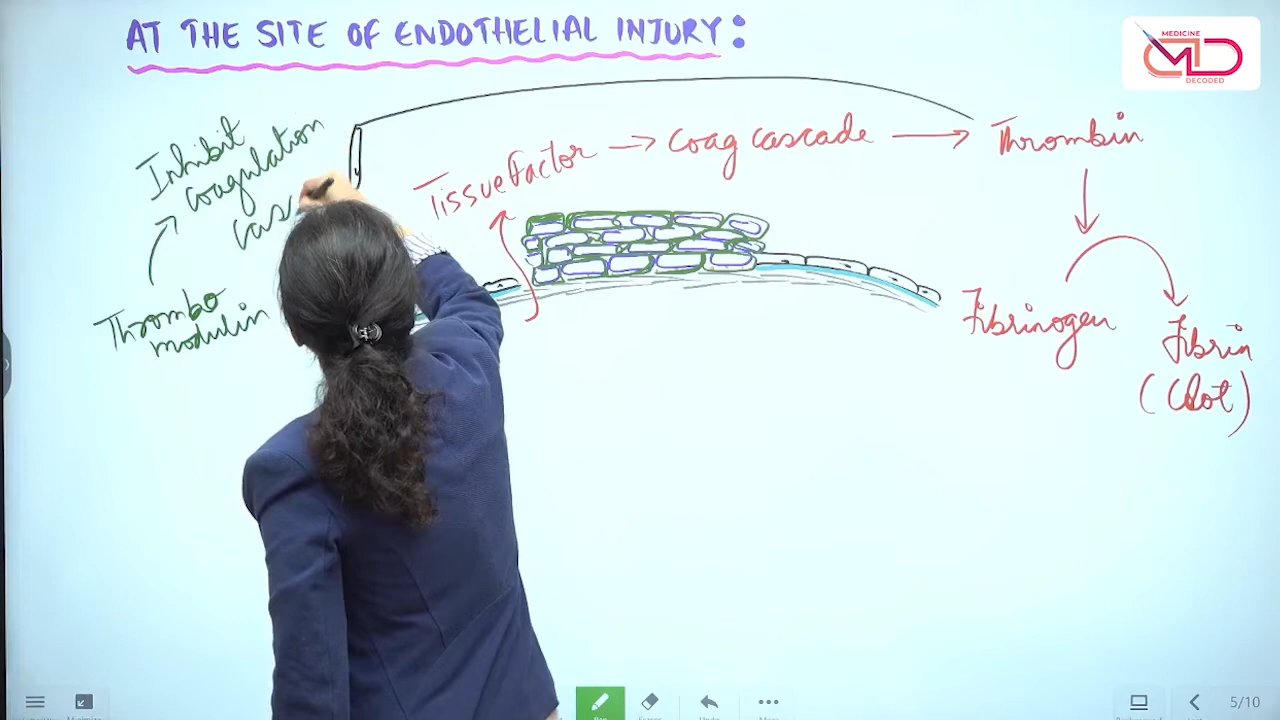 AT THE SITE OF ENDOTHELIAL INJURY:
MEDICINE
MD
DECODED
Inhibit
coagulation
cas
Thrombo
modulin
Tissue Factor → Coag cascade → Thrombin
Fibrinogen
Fibrin
(Clot)
5/10